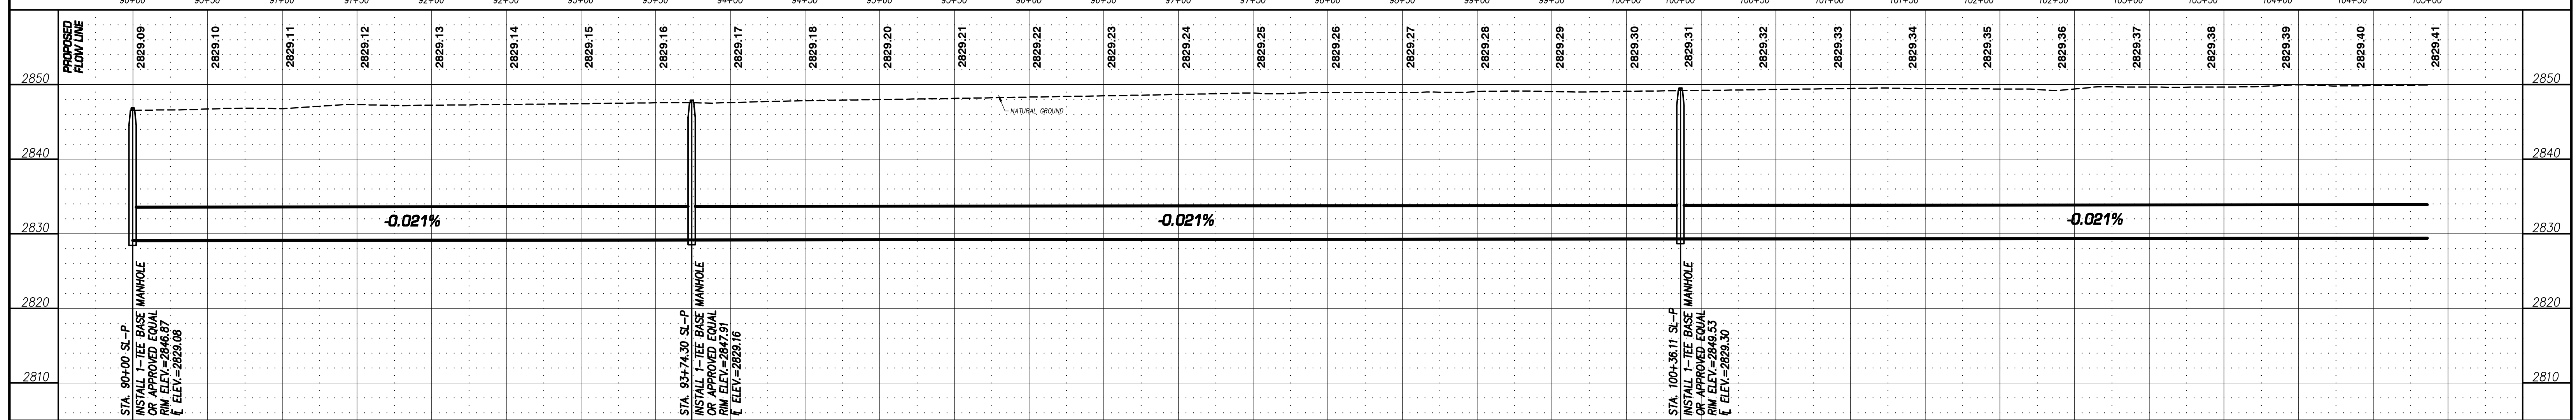 PROPOSED
FLOW LINE
2829.09
2829.10
2829.11
2829.12
2829.13
2829.14
2829.15
2829.16
2829.17
2829.18
2829.20
2829.21
2829.22
2829.23
2829.24
2829.25
2829.26
2829.27
2829.28
2829.29
2829.30
2829.31
2829.32
2829.33
2829.34
2829.35
2829.36
2829.37
2829.38
2829.39
2829.40
2829.41
2850
2840
2830
2820
2810
NATURAL GROUND
-0.021%
-0.021%
-0.021%
STA. 90+00 SL-P
INSTALL 1-TEE BASE MANHOLE
OR APPROVED EQUAL
RIM ELEV.=2846.87
FL ELEV.=2829.08
STA. 93+74.30 SL-P
INSTALL 1-TEE BASE MANHOLE
OR APPROVED EQUAL
RIM ELEV.=2847.91
FL ELEV.=2829.16
STA. 100+36.11 SL-P
INSTALL 1-TEE BASE MANHOLE
OR APPROVED EQUAL
RIM ELEV.=2849.53
FL ELEV.=2829.30
2850
2840
2830
2820
2810